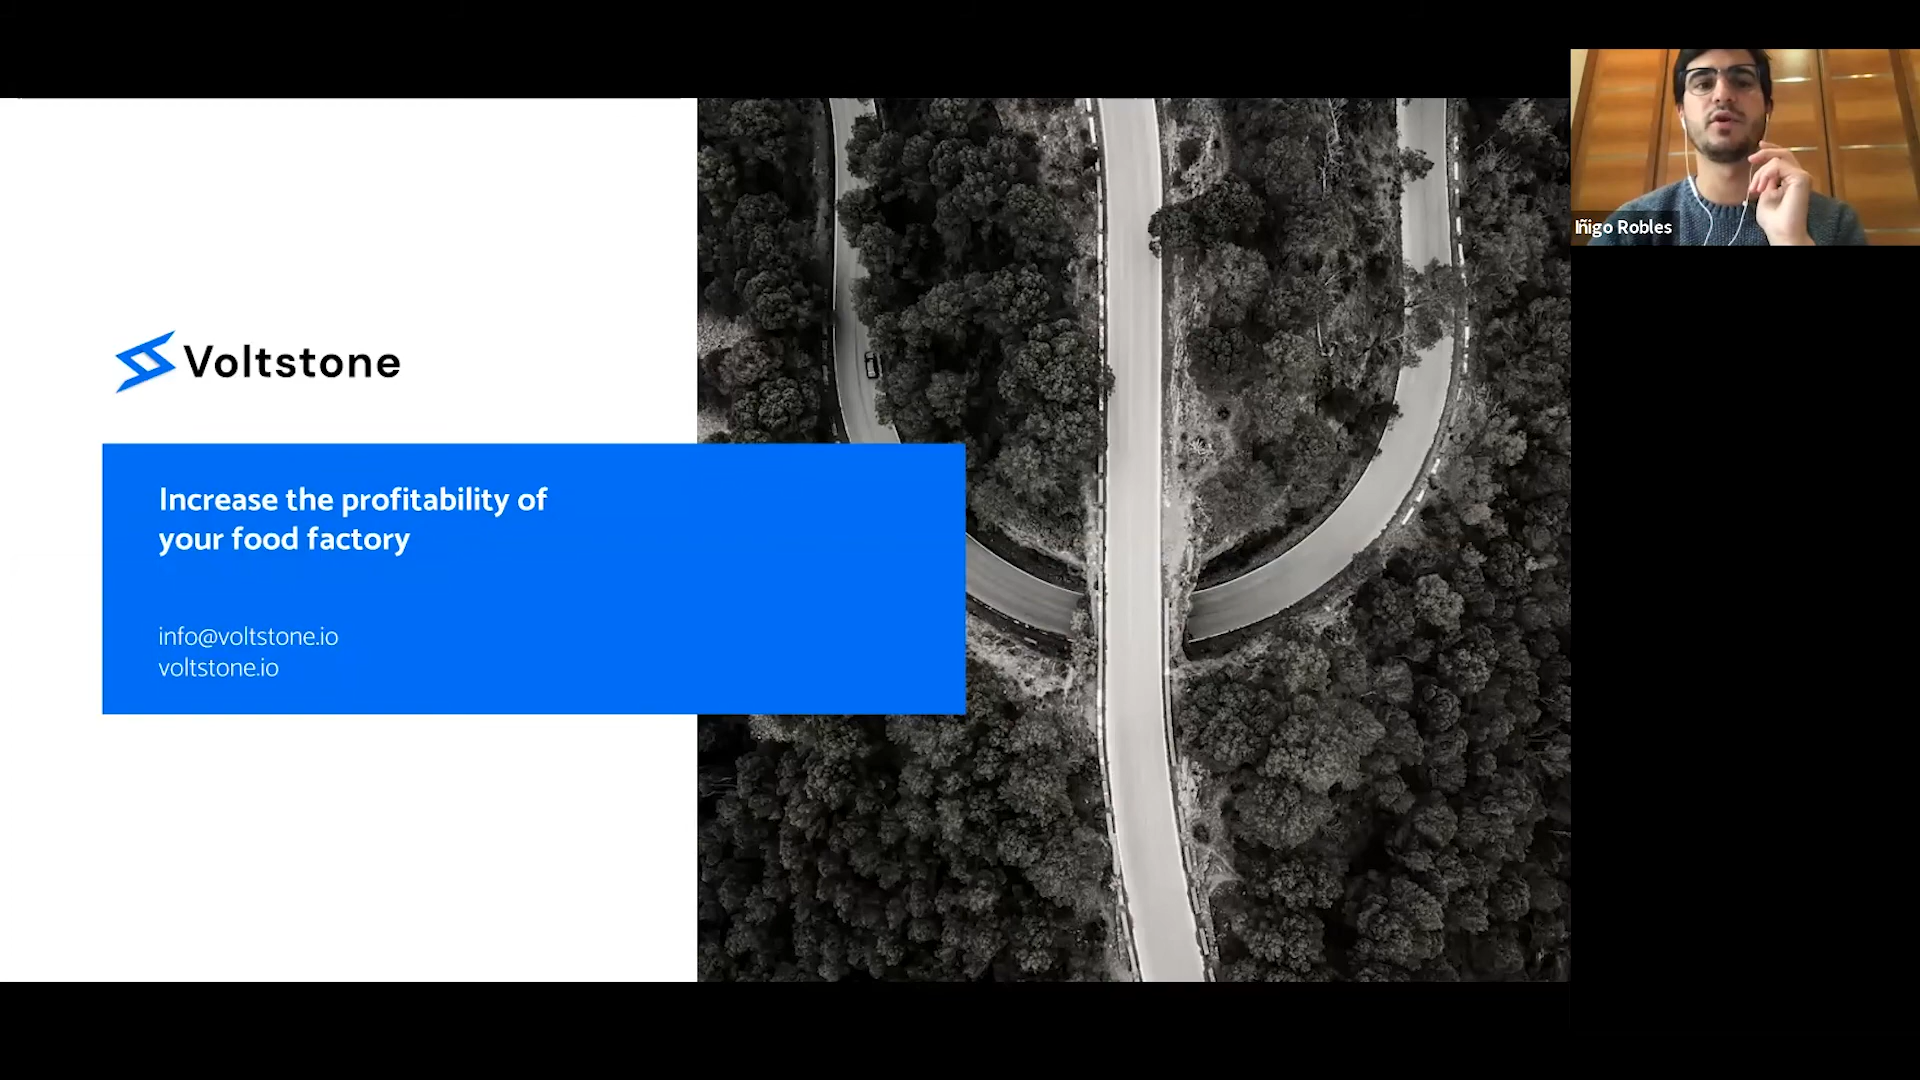 Voltstone
Increase the profitability of
your food factory
info@voltstone.io
voltstone.io
Iñigo Robles